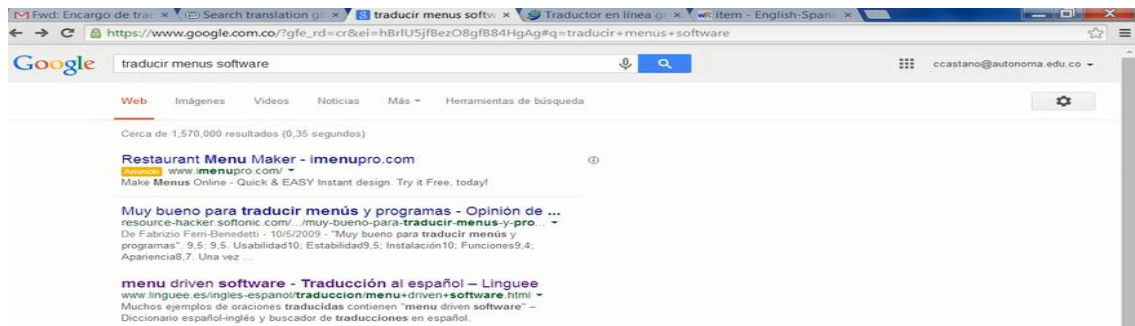 Fwd: Encargo de trac
Search translation gl
traducir menus softw
Traductor en línea g
item - English-Spani
https://www.google.com.co/?gfe_rd=cr&ei=hBrlU5jfBezO8gfB84HgAg#q=traducir+menus+software
Google
traducir menus software
ccastano@autonoma.edu.co
Web Imágenes Videos Noticias Más Herramientas de búsqueda
Cerca de 1,570,000 resultados (0,35 segundos)
Restaurant Menu Maker - imenupro.com
Anuncio www.imenupro.com/
Make Menus Online - Quick & EASY Instant design. Try it Free, today!
Muy bueno para traducir menús y programas - Opinión de ...
resource-hacker.softonic.com/.../muy-bueno-para-traducir-menus-y-pro...
De Fabrizio Ferri-Benedetti - 10/5/2009 - "Muy bueno para traducir menús y
programas". 9,5; 9,5. Usabilidad10; Estabilidad9,5; Instalación10; Funciones9,4;
Apariencia8,7. Una vez ...
menu driven software - Traducción al español – Linguee
www.linguee.es/ingles-espanol/traduccion/menu+driven+software.html
Muchos ejemplos de oraciones traducidas contienen "menu driven software" –
Diccionario español-inglés y buscador de traducciones en español.